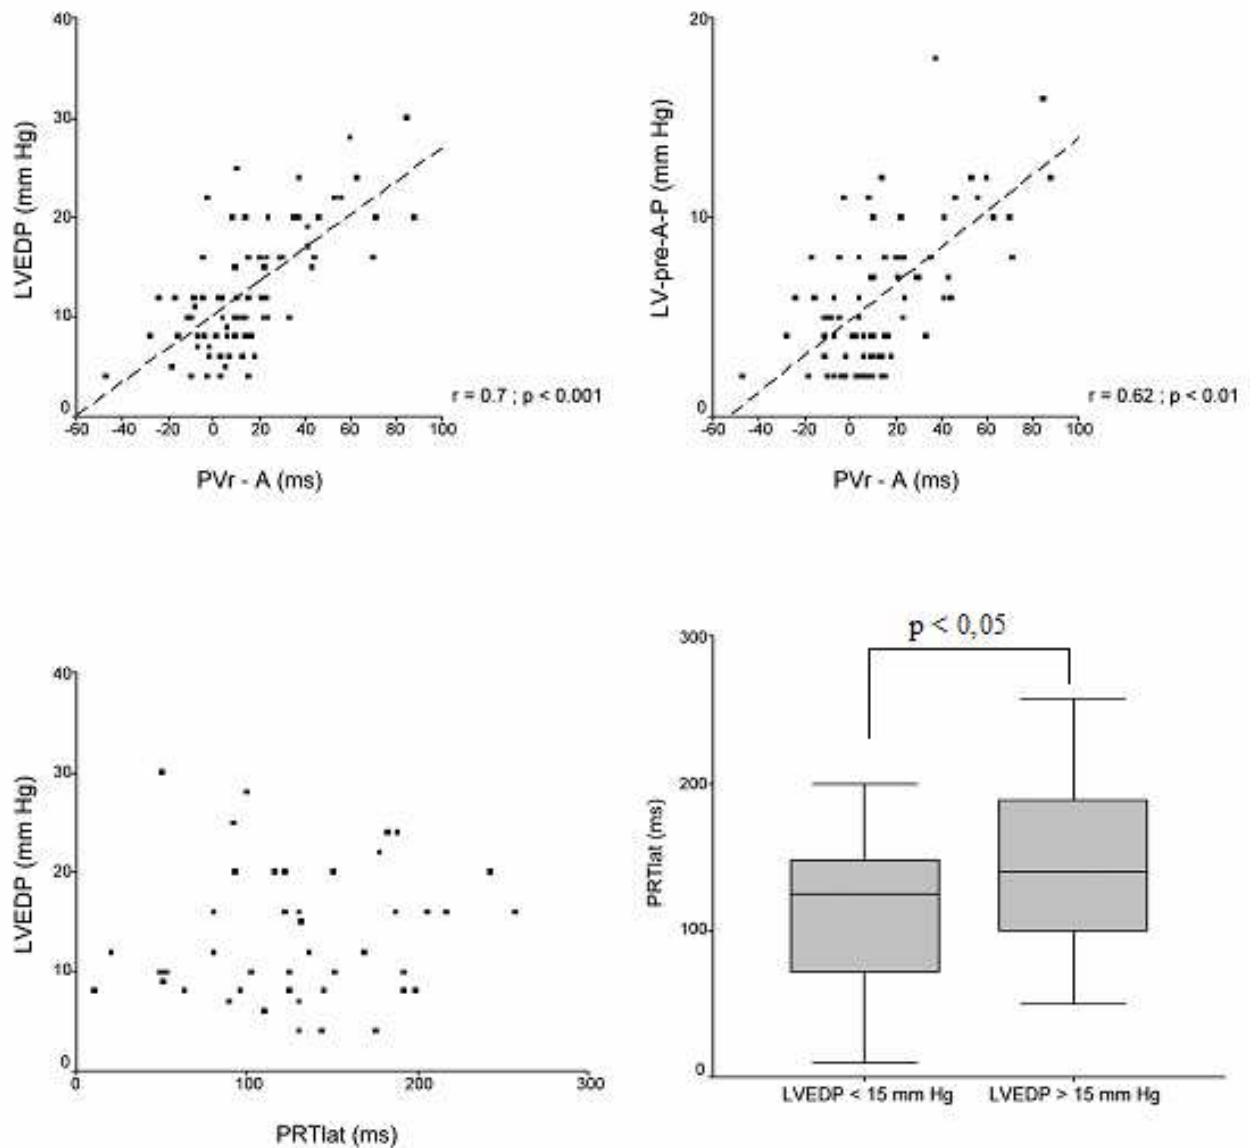 40
30
20
10
0
LVEDP (mm Hg)
-60 -40 -20 0 20 40 60 80 100
PVr - A (ms)
r = 0.7 ; p < 0.001
20
10
0
LV-pre-A-P (mm Hg)
-60 -40 -20 0 20 40 60 80 100
PVr - A (ms)
r = 0.62 ; p < 0.01
40
30
20
10
0
LVEDP (mm Hg)
0 100 200 300
PRTlat (ms)
p < 0,05
300
200
100
0
PRTlat (ms)
LVEDP < 15 mm Hg LVEDP > 15 mm Hg